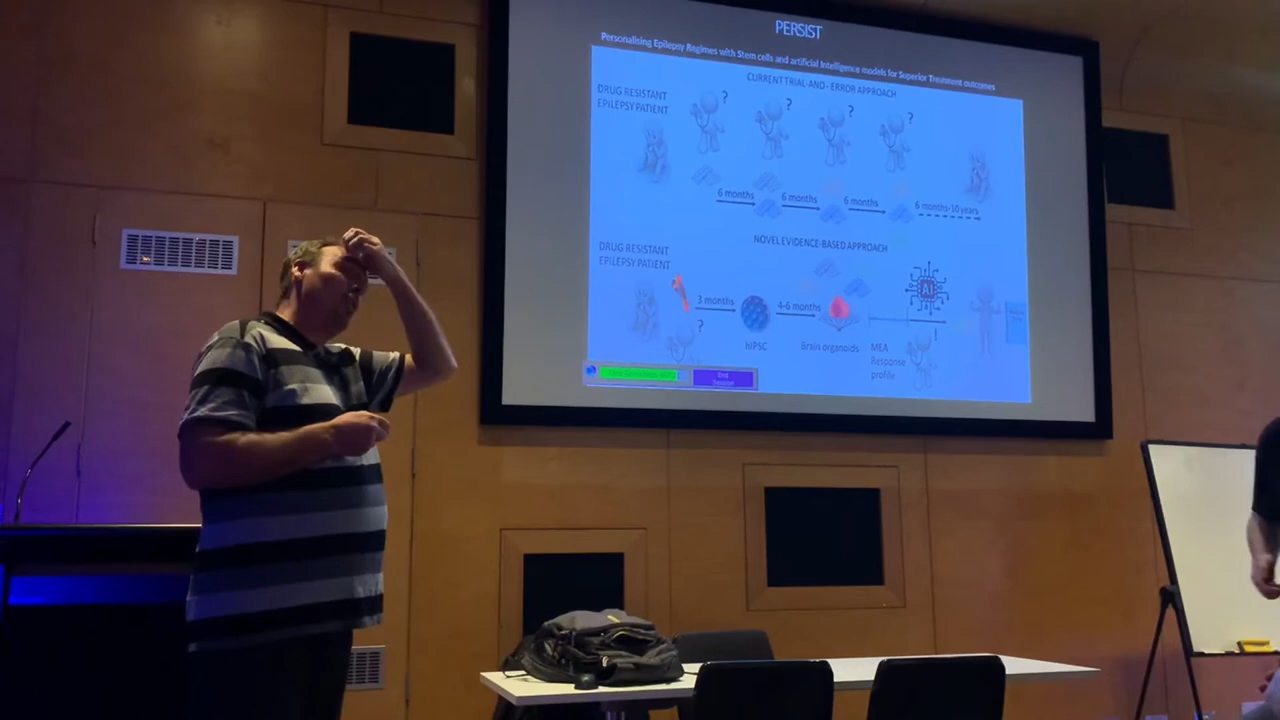 PERSIST
Personalising Epilepsy Regimes with Stem cells and artificial Intelligence models for Superior Treatment outcomes
CURRENT TRIAL-AND- ERROR APPROACH
DRUG RESISTANT
EPILEPSY PATIENT
? ? ? ?
6 months 6 months 6 months 6 months-10 years
NOVEL EVIDENCE-BASED APPROACH
DRUG RESISTANT
EPILEPSY PATIENT
AI
3 months 4-6 months
?
hIPSC Brain organoids MEA
Response
profile
End
Session